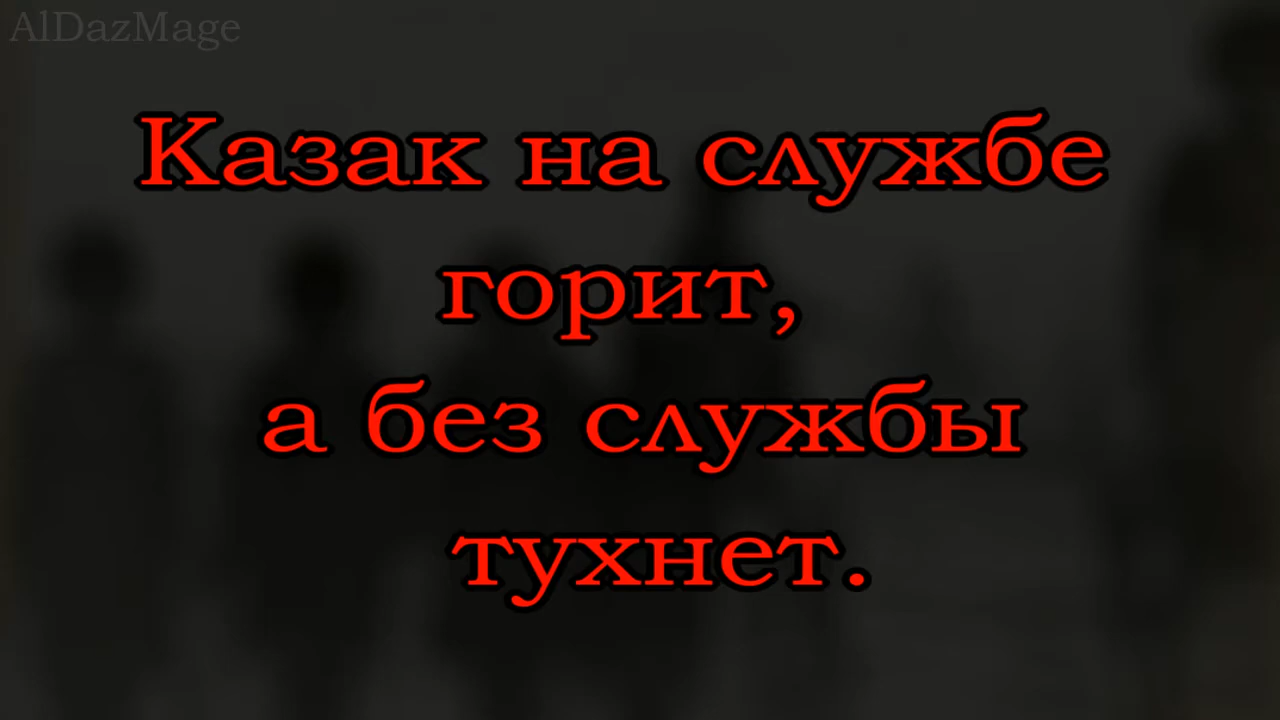 AlDazMage
Казак на службе
горит,
а без службы
тухнет.